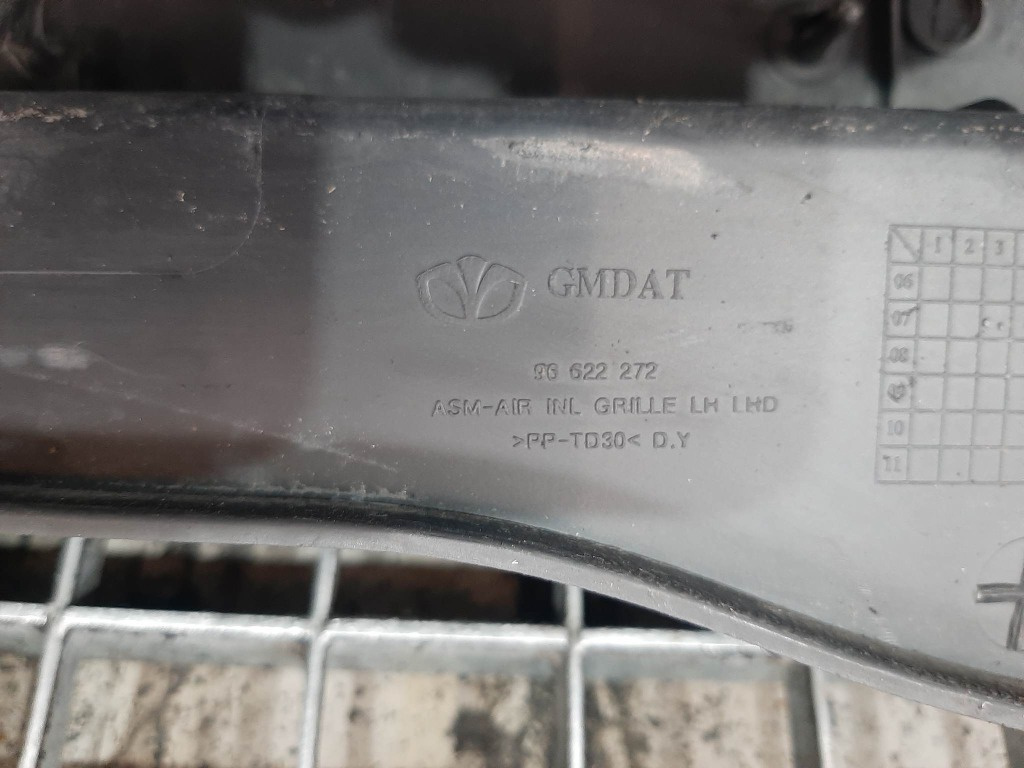 GMDAT
96 622 272
ASM-AIR INL GRILLE LH LHD
>PP-TD30< D.Y
1 2 3
06
07
08
09
10
11